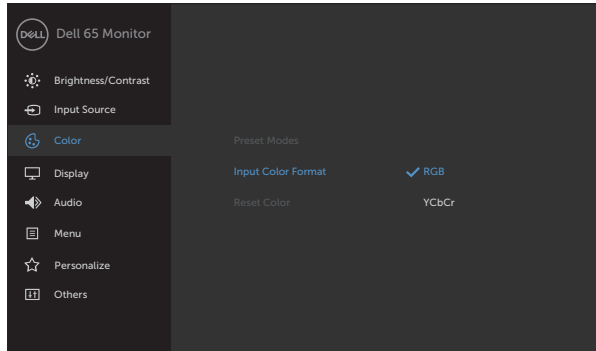 DELL Dell 65 Monitor
Brightness/Contrast
Input Source
Color
Preset Modes
Display
Input Color Format RGB
Audio
Reset Color YCbCr
Menu
Personalize
Others